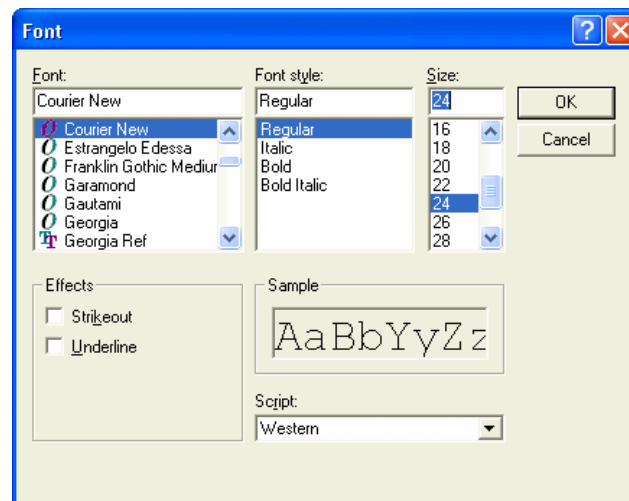 Font
Font:
Courier New
Courier New
Estrangelo Edessa
Franklin Gothic Mediur
Garamond
Gautami
Georgia
Georgia Ref
Font style:
Regular
Regular
Italic
Bold
Bold Italic
Size:
24
16
18
20
22
24
26
28
OK
Cancel
Effects
Strikeout
Underline
Sample
AaBbYyZz
Script:
Western